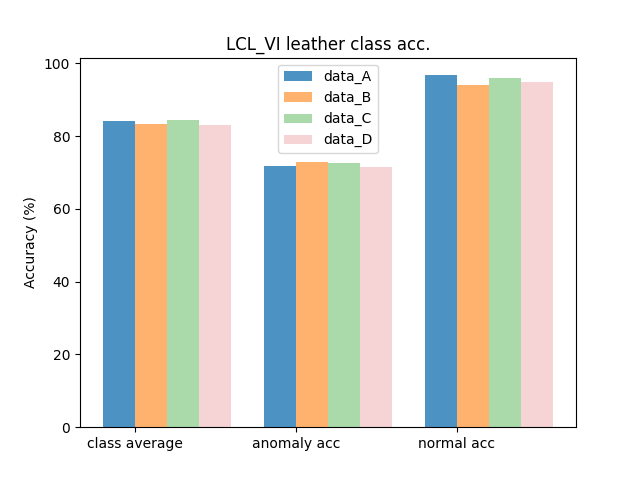 LCL_VI leather class acc.
100
80
60
40
20
0
Accuracy (%)
data_A
data_B
data_C
data_D
class average
anomaly acc
normal acc